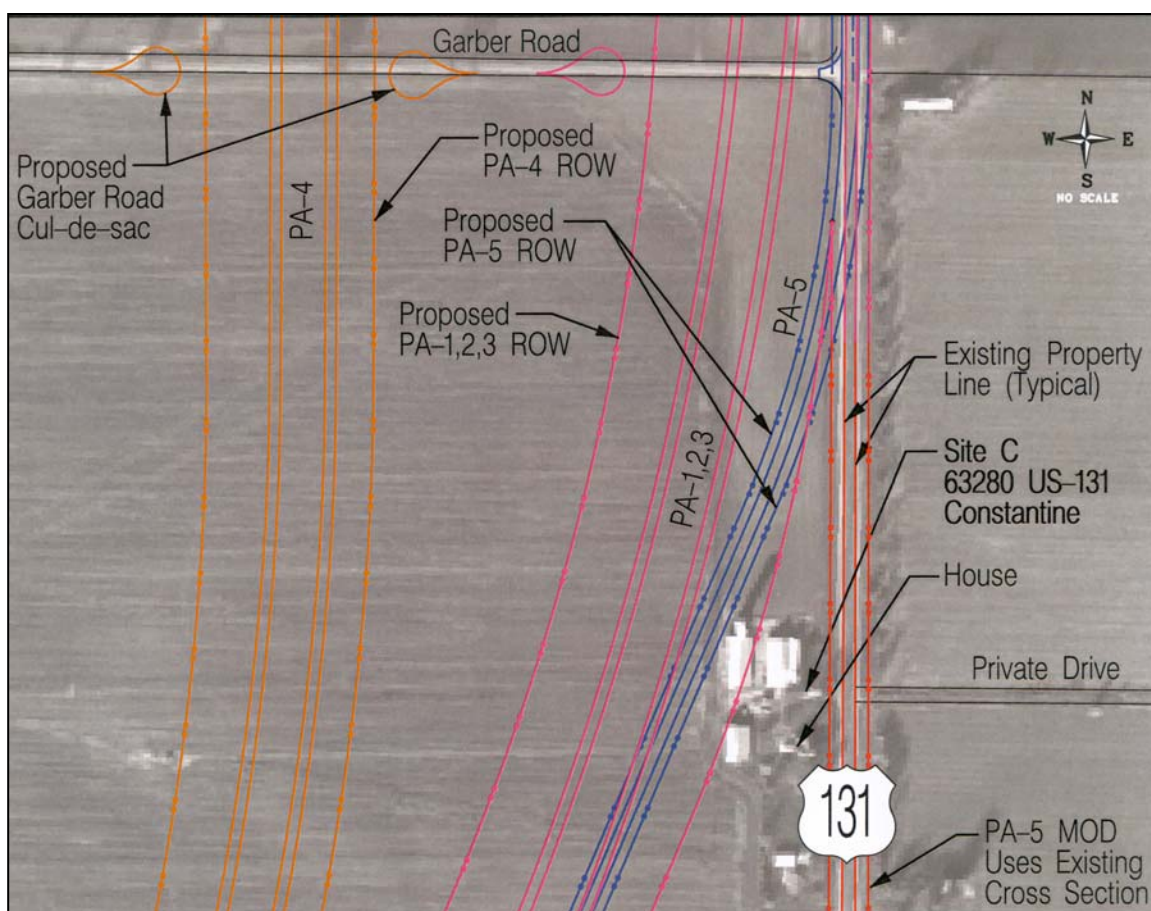 Garber Road
N
W E
S
NO SCALE
Proposed
Garber Road
Cul-de-sac
PA-4
Proposed
PA-4 ROW
Proposed
PA-5 ROW
Proposed
PA-1,2,3 ROW
PA-5
PA-1,2,3
Existing Property
Line (Typical)
Site C
63280 US-131
Constantine
House
Private Drive
131
PA-5 MOD
Uses Existing
Cross Section